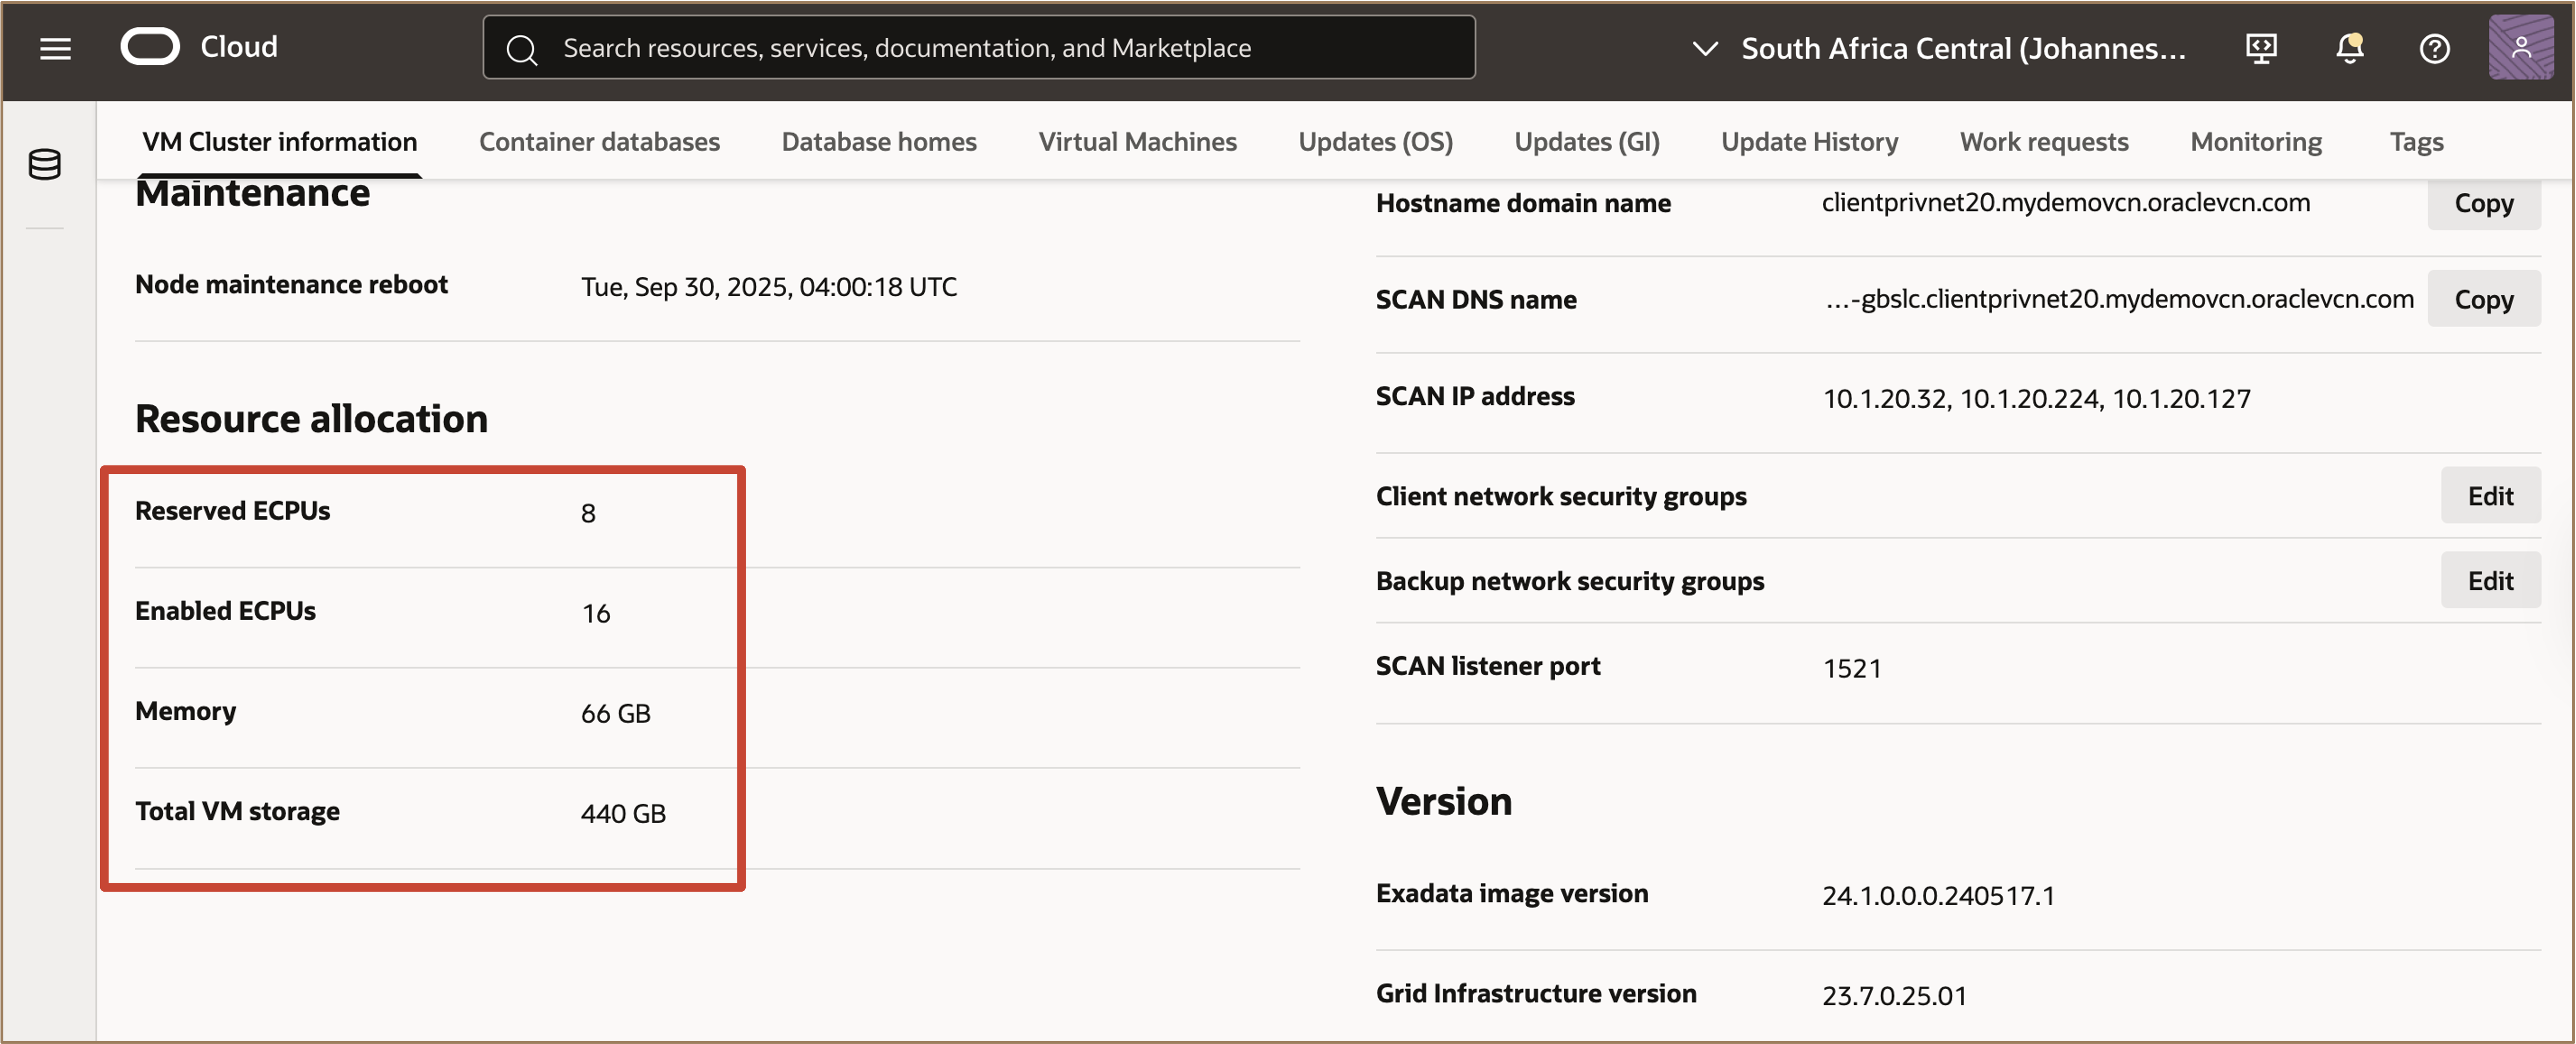 Cloud
Search resources, services, documentation, and Marketplace
South Africa Central (Johannes...
VM Cluster information
Container databases
Database homes
Virtual Machines
Updates (OS)
Updates (GI)
Update History
Work requests
Monitoring
Tags
Maintenance
Node maintenance reboot
Tue, Sep 30, 2025, 04:00:18 UTC
Resource allocation
Reserved ECPUs
8
Enabled ECPUs
16
Memory
66 GB
Total VM storage
440 GB
Hostname domain name
clientprivnet20.mydemovcn.oraclevcn.com
Copy
SCAN DNS name
...-gbslc.clientprivnet20.mydemovcn.oraclevcn.com
Copy
SCAN IP address
10.1.20.32, 10.1.20.224, 10.1.20.127
Client network security groups
Edit
Backup network security groups
Edit
SCAN listener port
1521
Version
Exadata image version
24.1.0.0.0.240517.1
Grid Infrastructure version
23.7.0.25.01